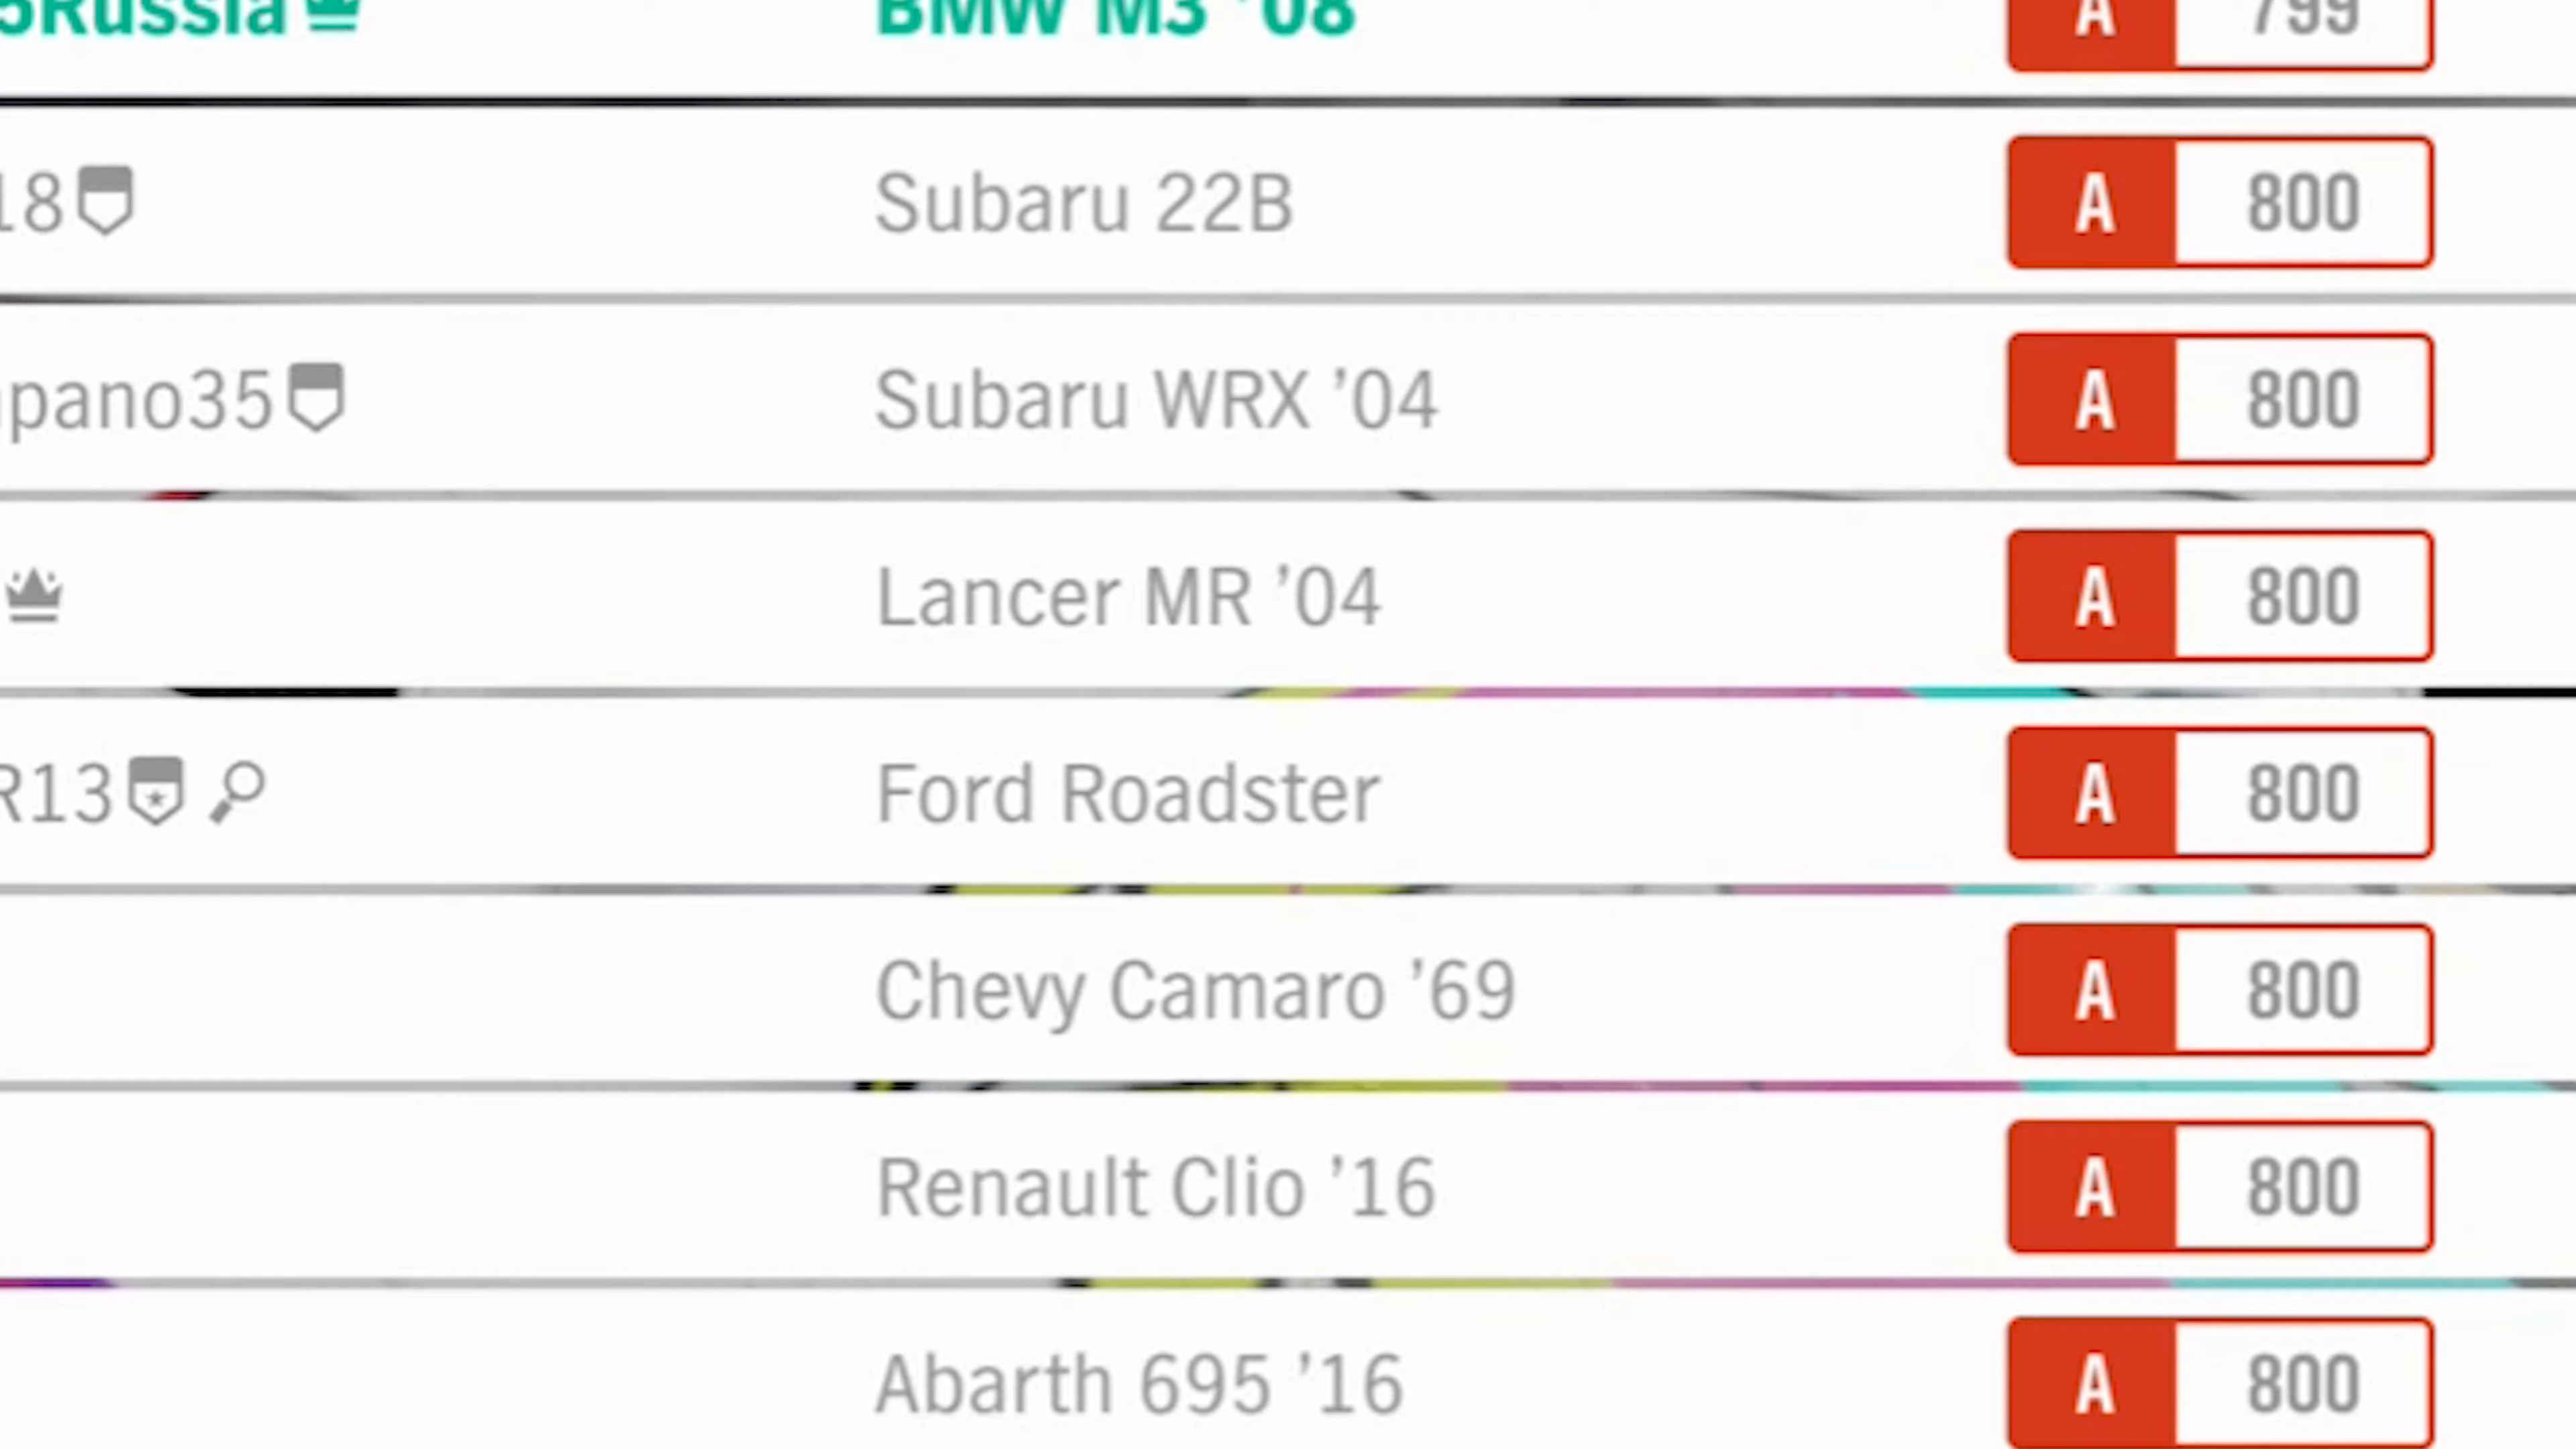 5Russia BMW M3 '08 A 799
18 Subaru 22B A 800
pano35 Subaru WRX ’04 A 800
Lancer MR ’04 A 800
R13 Ford Roadster A 800
Chevy Camaro ’69 A 800
Renault Clio ’16 A 800
Abarth 695 ’16 A 800